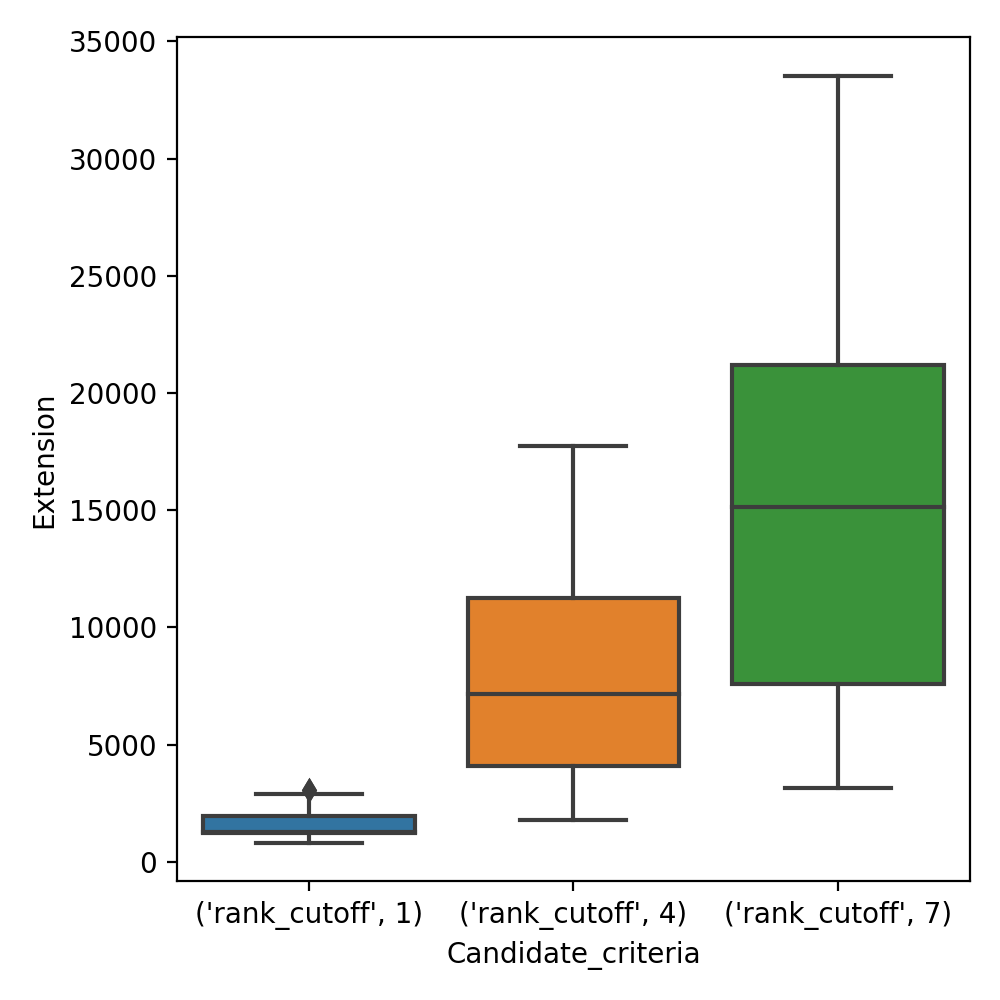 35000
30000
25000
20000
15000
10000
5000
0
Extension
('rank_cutoff', 1) ('rank_cutoff', 4) ('rank_cutoff', 7)
Candidate_criteria